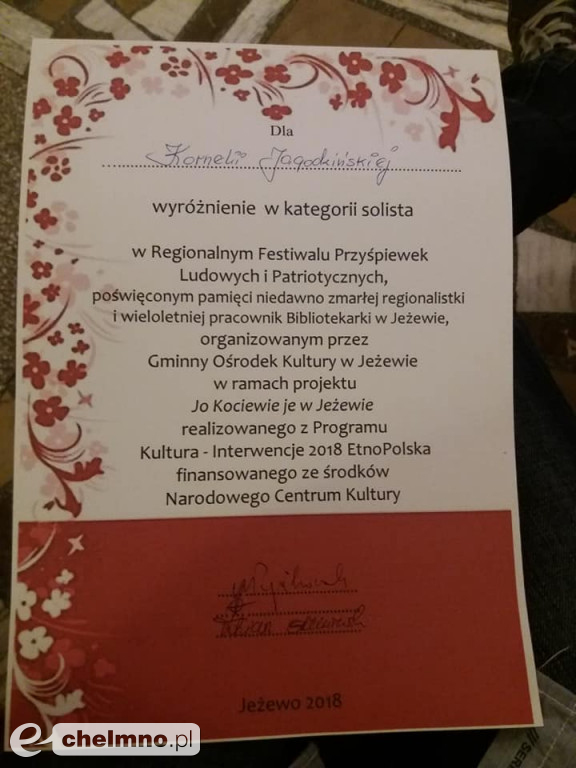 Dla
Kornelii Jagodzińskiej
wyróżnienie w kategorii solista
w Regionalnym Festiwalu Przyśpiewek
Ludowych i Patriotycznych,
poświęconym pamięci niedawno zmarłej regionalistki
i wieloletniej pracownik Bibliotekarki w Jeżewie,
organizowanym przez
Gminny Ośrodek Kultury w Jeżewie
w ramach projektu
Jo Kociewie je w Jeżewie
realizowanego z Programu
Kultura - Interwencje 2018 EtnoPolska
finansowanego ze środków
Narodowego Centrum Kultury
Jeżewo 2018
echelmno.pl